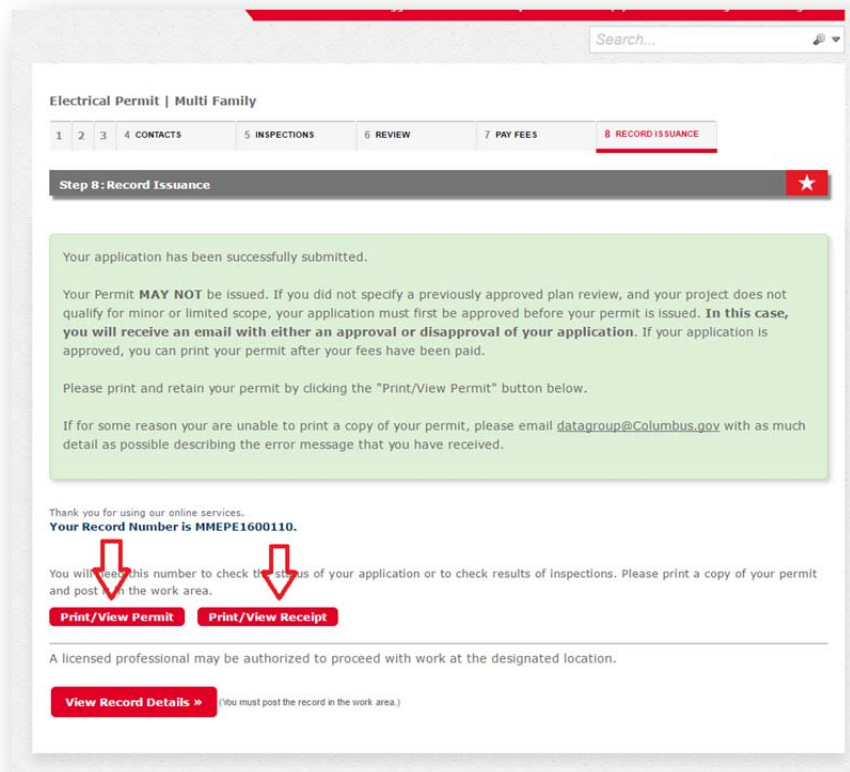 Search...
Electrical Permit | Multi Family
1 2 3 4 CONTACTS 5 INSPECTIONS 6 REVIEW 7 PAY FEES 8 RECORD ISSUANCE
Step 8:Record Issuance
Your application has been successfully submitted.
Your Permit MAY NOT be issued. If you did not specify a previously approved plan review, and your project does not
qualify for minor or limited scope, your application must first be approved before your permit is issued. In this case,
you will receive an email with either an approval or disapproval of your application. If your application is
approved, you can print your permit after your fees have been paid.
Please print and retain your permit by clicking the "Print/View Permit" button below.
If for some reason your are unable to print a copy of your permit, please email datagroup@Columbus.gov with as much
detail as possible describing the error message that you have received.
Thank you for using our online services.
Your Record Number is MMEPE1600110.
You will need this number to check the status of your application or to check results of inspections. Please print a copy of your permit
and post it in the work area.
Print/View Permit Print/View Receipt
A licensed professional may be authorized to proceed with work at the designated location.
View Record Details » (You must post the record in the work area.)